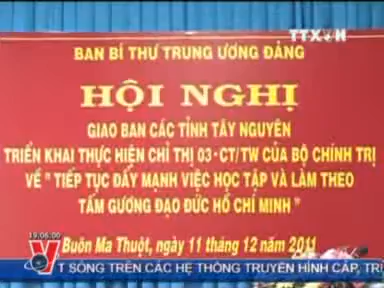 TTXVN
BAN BÍ THƯ TRUNG ƯƠNG ĐẢNG
HỘI NGHỊ
GIAO BAN CÁC TỈNH TÂY NGUYÊN
TRIỂN KHAI THỰC HIỆN CHỈ THỊ 03-CT/TW CỦA BỘ CHÍNH TRỊ
VỀ "TIẾP TỤC ĐẨY MẠNH VIỆC HỌC TẬP VÀ LÀM THEO
TẤM GƯƠNG ĐẠO ĐỨC HỒ CHÍ MINH"
Buôn Ma Thuột, ngày 11 tháng 12 năm 2011
19:06:00
V
T SÓNG TRÊN CÁC HỆ THỐNG TRUYỀN HÌNH CÁP, TR